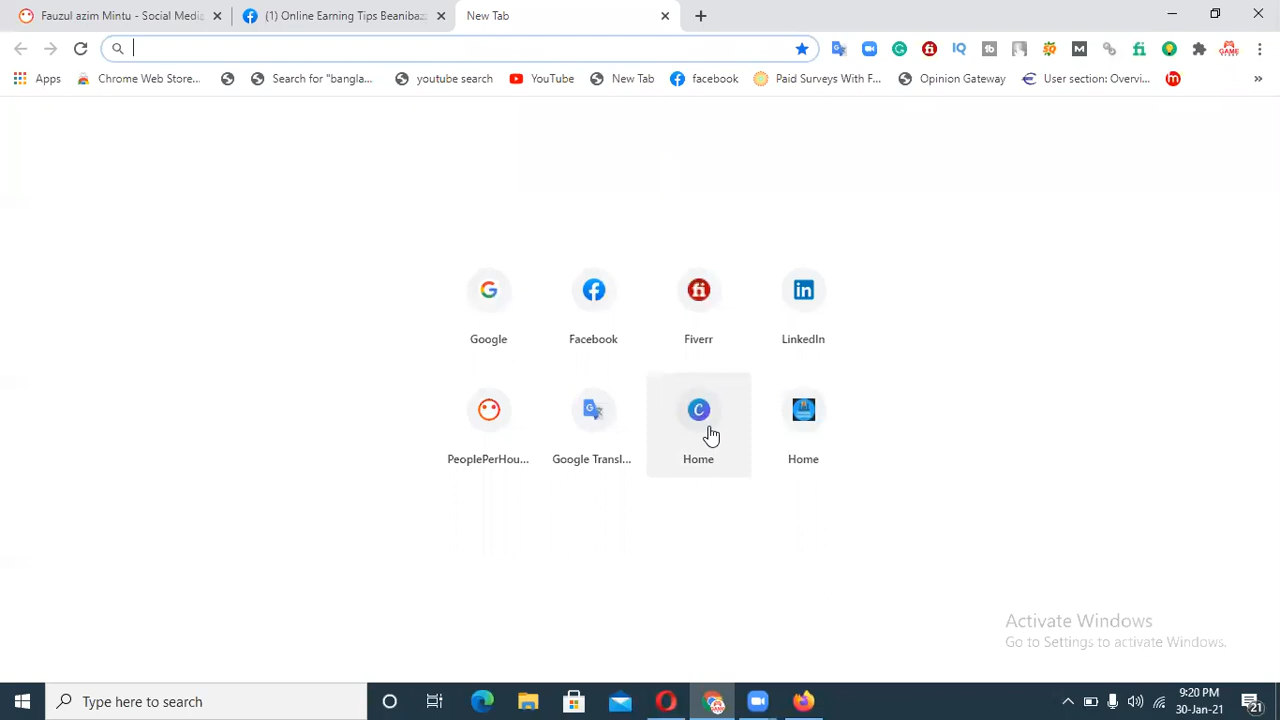 Fauzul azim Mintu - Social Media
(1) Online Earning Tips Beanibaz
New Tab
Apps
Chrome Web Store...
Search for "bangla...
youtube search
YouTube
New Tab
facebook
Paid Surveys With F...
Opinion Gateway
User section: Overvi...
»
Google
Facebook
Fiverr
LinkedIn
PeoplePerHou...
Google Transl...
Home
Home
Activate Windows
Go to Settings to activate Windows.
Type here to search
9:20 PM
30-Jan-21
21